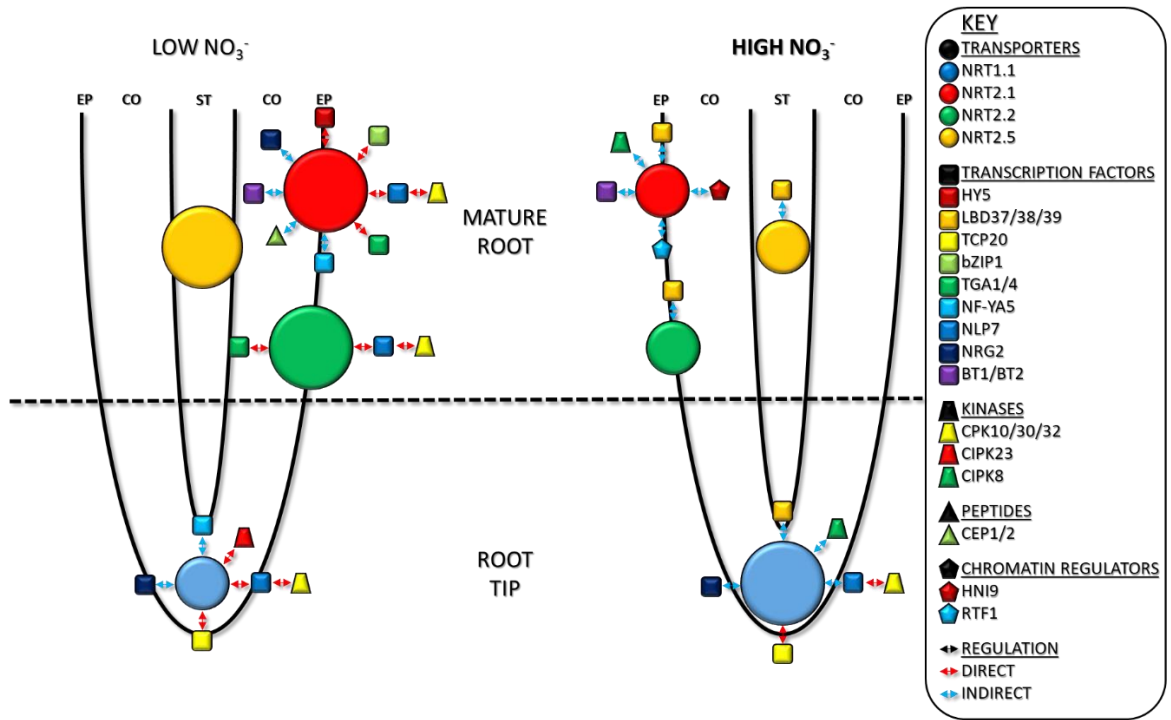 LOW NO3-
HIGH NO3-
EP CO ST CO EP
EP CO ST CO EP
MATURE
ROOT
ROOT
TIP
KEY
TRANSPORTERS
NRT1.1
NRT2.1
NRT2.2
NRT2.5
TRANSCRIPTION FACTORS
HY5
LBD37/38/39
TCP20
bZIP1
TGA1/4
NF-YA5
NLP7
NRG2
BT1/BT2
KINASES
CPK10/30/32
CIPK23
CIPK8
PEPTIDES
CEP1/2
CHROMATIN REGULATORS
HNI9
RTF1
REGULATION
DIRECT
INDIRECT